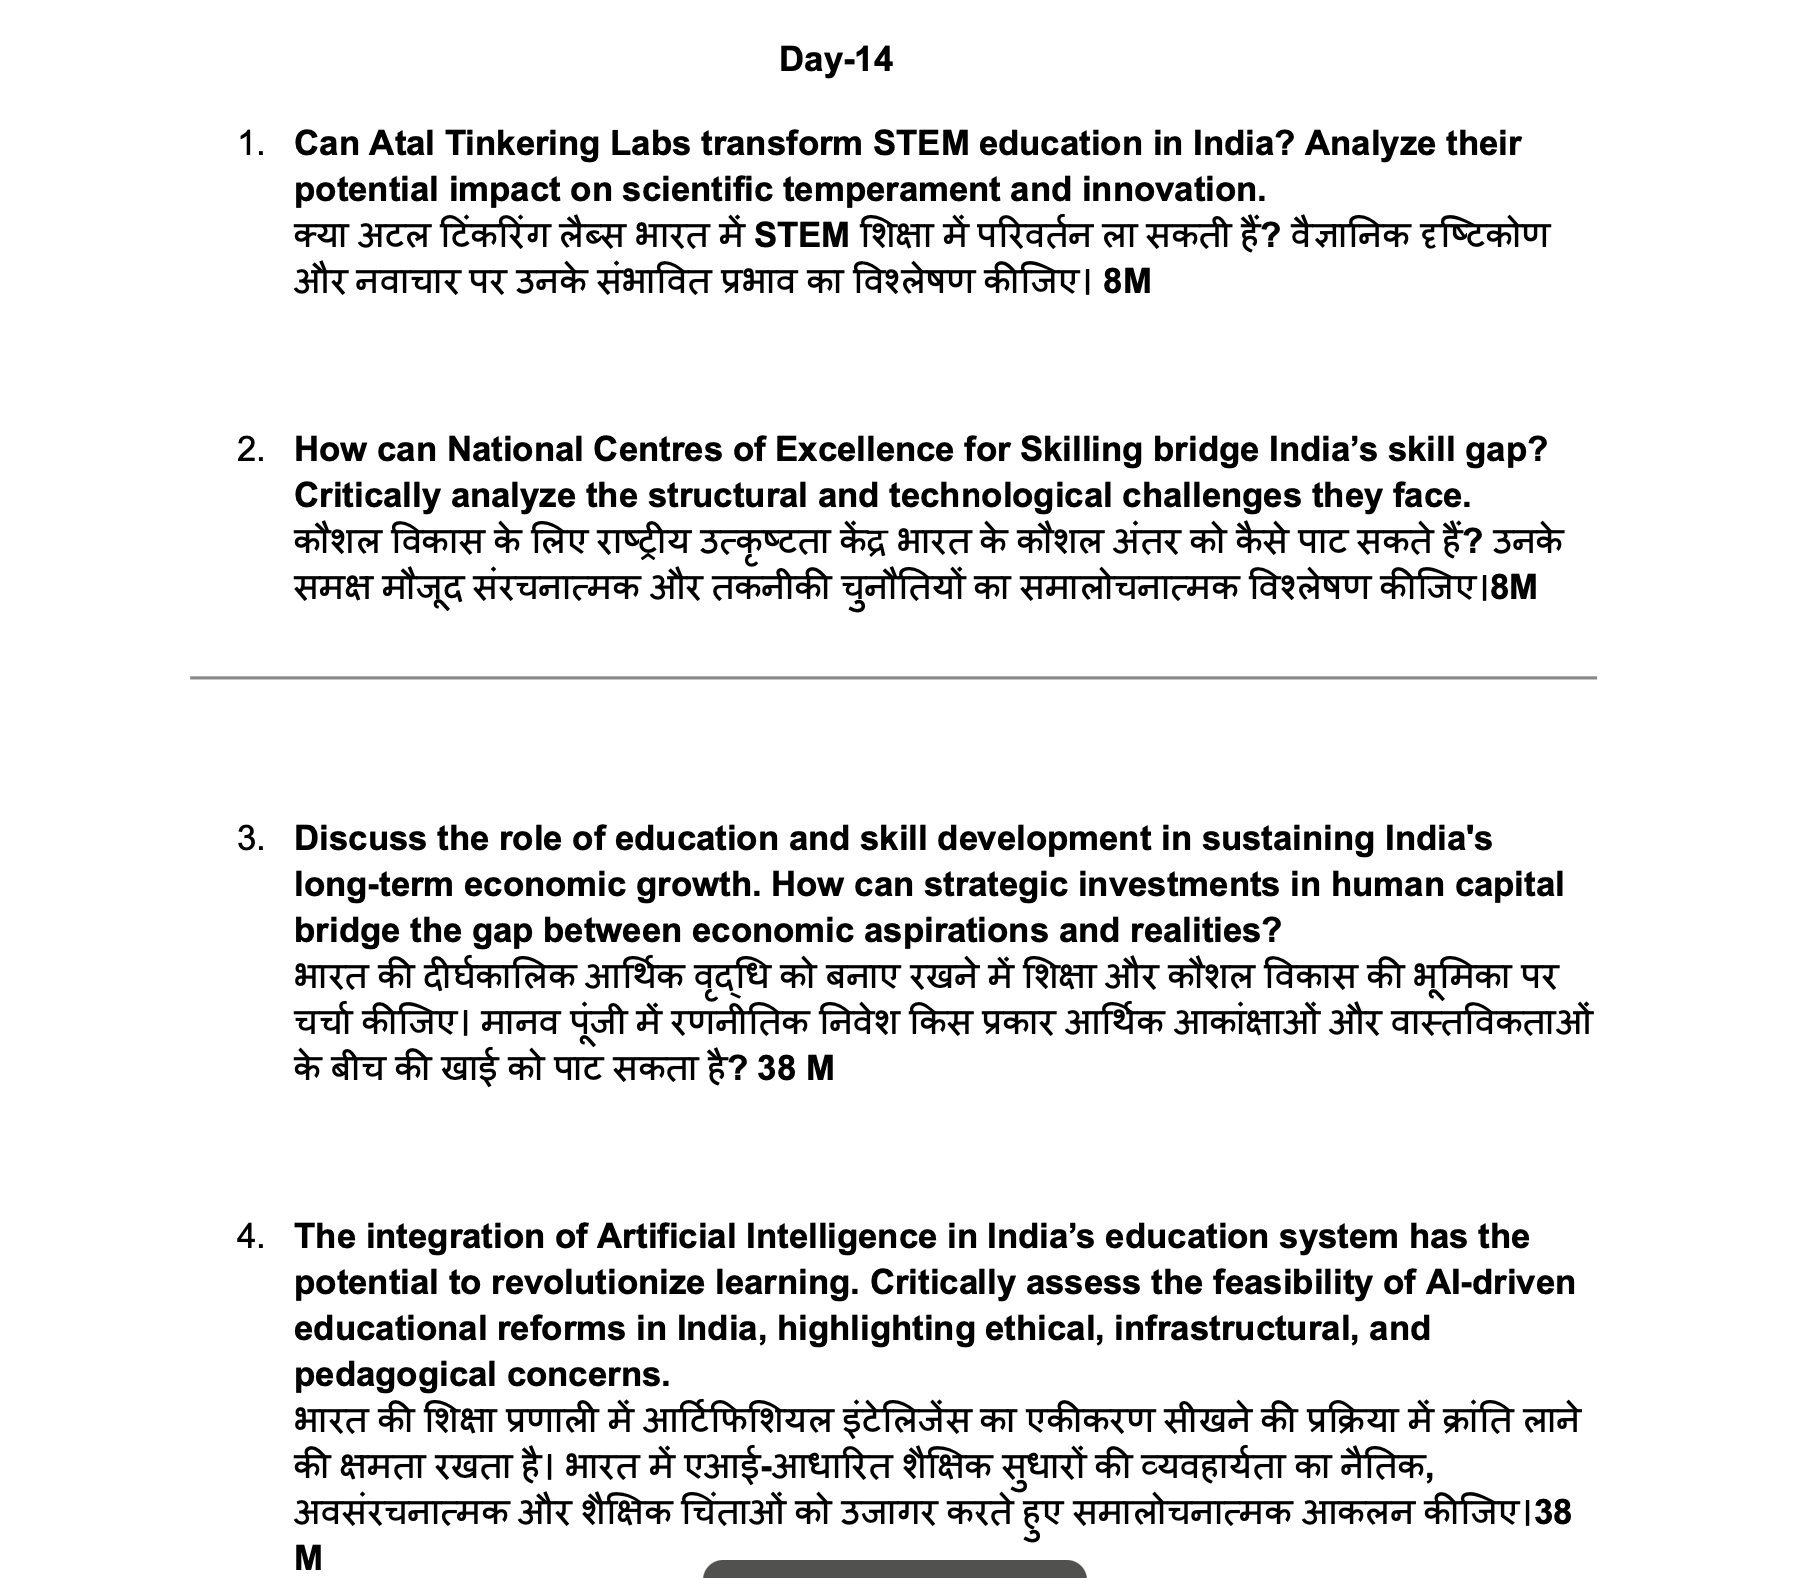 Day-14
1. Can Atal Tinkering Labs transform STEM education in India? Analyze their
potential impact on scientific temperament and innovation.
क्या अटल टिंकरिंग लैब्स भारत में STEM शिक्षा में परिवर्तन ला सकती हैं? वैज्ञानिक दृष्टिकोण
और नवाचार पर उनके संभावित प्रभाव का विश्लेषण कीजिए| 8M
2. How can National Centres of Excellence for Skilling bridge India’s skill gap?
Critically analyze the structural and technological challenges they face.
कौशल विकास के लिए राष्ट्रीय उत्कृष्टता केंद्र भारत के कौशल अंतर को कैसे पाट सकते हैं? उनके
समक्ष मौजूद संरचनात्मक और तकनीकी चुनौतियों का समालोचनात्मक विश्लेषण कीजिए|8M
3. Discuss the role of education and skill development in sustaining India's
long-term economic growth. How can strategic investments in human capital
bridge the gap between economic aspirations and realities?
भारत की दीर्घकालिक आर्थिक वृद्धि को बनाए रखने में शिक्षा और कौशल विकास की भूमिका पर
चर्चा कीजिए| मानव पूंजी में रणनीतिक निवेश किस प्रकार आर्थिक आकांक्षाओं और वास्तविकताओं
के बीच की खाई को पाट सकता है? 38 M
4. The integration of Artificial Intelligence in India’s education system has the
potential to revolutionize learning. Critically assess the feasibility of AI-driven
educational reforms in India, highlighting ethical, infrastructural, and
pedagogical concerns.
भारत की शिक्षा प्रणाली में आर्टिफिशियल इंटेलिजेंस का एकीकरण सीखने की प्रक्रिया में क्रांति लाने
की क्षमता रखता है| भारत में एआई-आधारित शैक्षिक सुधारों की व्यवहार्यता का नैतिक,
अवसंरचनात्मक और शैक्षिक चिंताओं को उजागर करते हुए समालोचनात्मक आकलन कीजिए|38
M